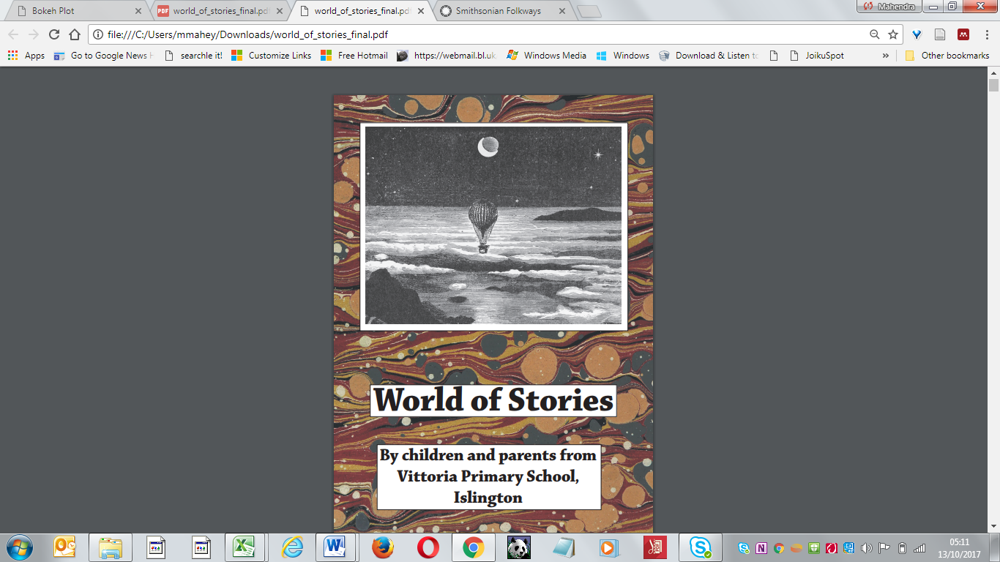 Bokeh Plot
PDF world_of_stories_final.pd
world_of_stories_final.pd
Smithsonian Folkways
Mahendra
file:///C:/Users/mmahey/Downloads/world_of_stories_final.pdf
Apps
Go to Google News H
searchle it!
Customize Links
Free Hotmail
https://webmail.bl.uk
Windows Media
Windows
Download & Listen to
JoikuSpot
»
Other bookmarks
World of Stories
By children and parents from
Vittoria Primary School,
Islington
05:11
13/10/2017